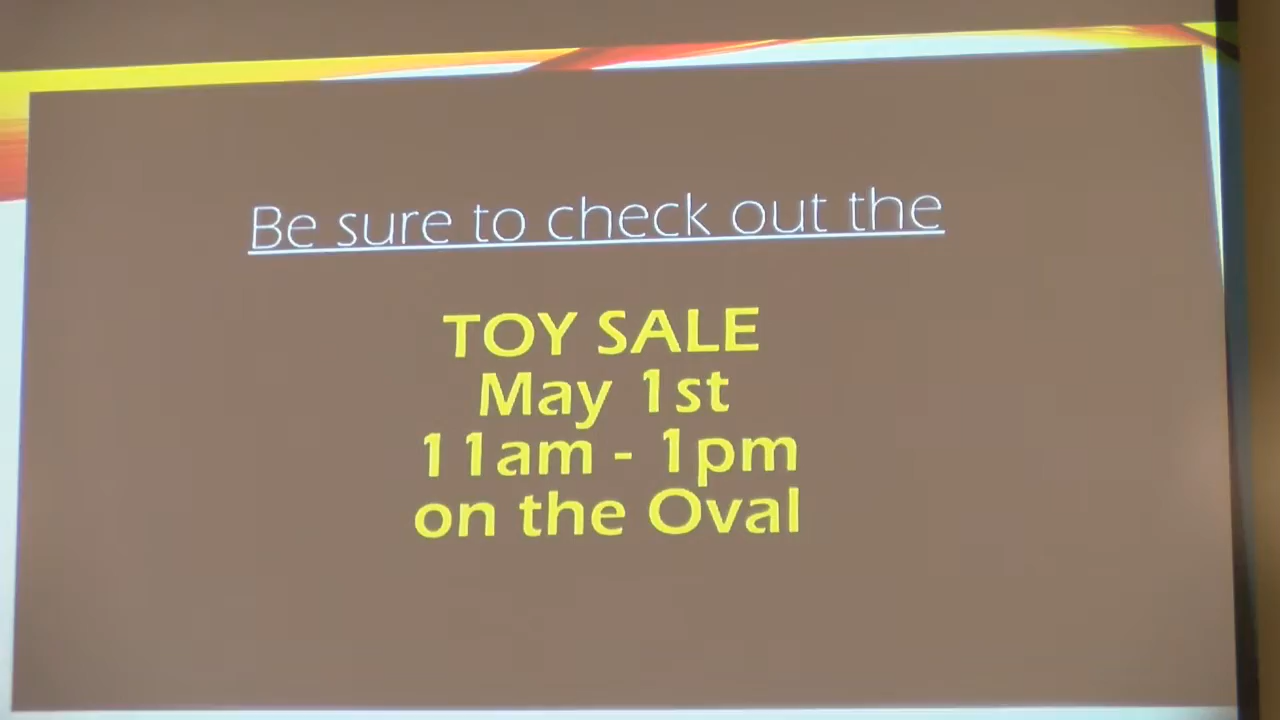 Be sure to check out the
TOY SALE
May 1st
11am - 1pm
on the Oval